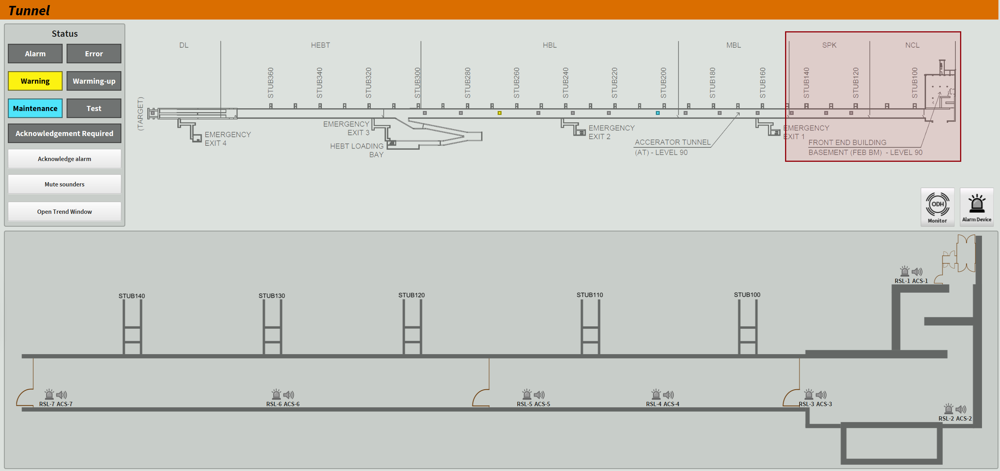 Tunnel
Status
Alarm
Error
Warning
Warming-up
Maintenance
Test
Acknowledgement Required
Acknowledge alarm
Mute sounders
Open Trend Window
DL
HEBT
HBL
MBL
SPK
NCL
(TARGET)
STUB360
STUB340
STUB320
STUB300
STUB280
STUB260
STUB240
STUB220
STUB200
STUB180
STUB160
STUB140
STUB120
STUB100
EMERGENCY
EXIT 4
EMERGENCY
EXIT 3
HEBT LOADING
BAY
EMERGENCY
EXIT 2
ACCERATOR TUNNEL
(AT) - LEVEL 90
EMERGENCY
EXIT 1
FRONT END BUILDING
BASEMENT (FEB BM) - LEVEL 90
ODH
Monitor
Alarm Device
RSL-1 ACS-1
STUB140
STUB130
STUB120
STUB110
STUB100
RSL-7 ACS-7
RSL-6 ACS-6
RSL-5 ACS-5
RSL-4 ACS-4
RSL-3 ACS-3
RSL-2 ACS-2